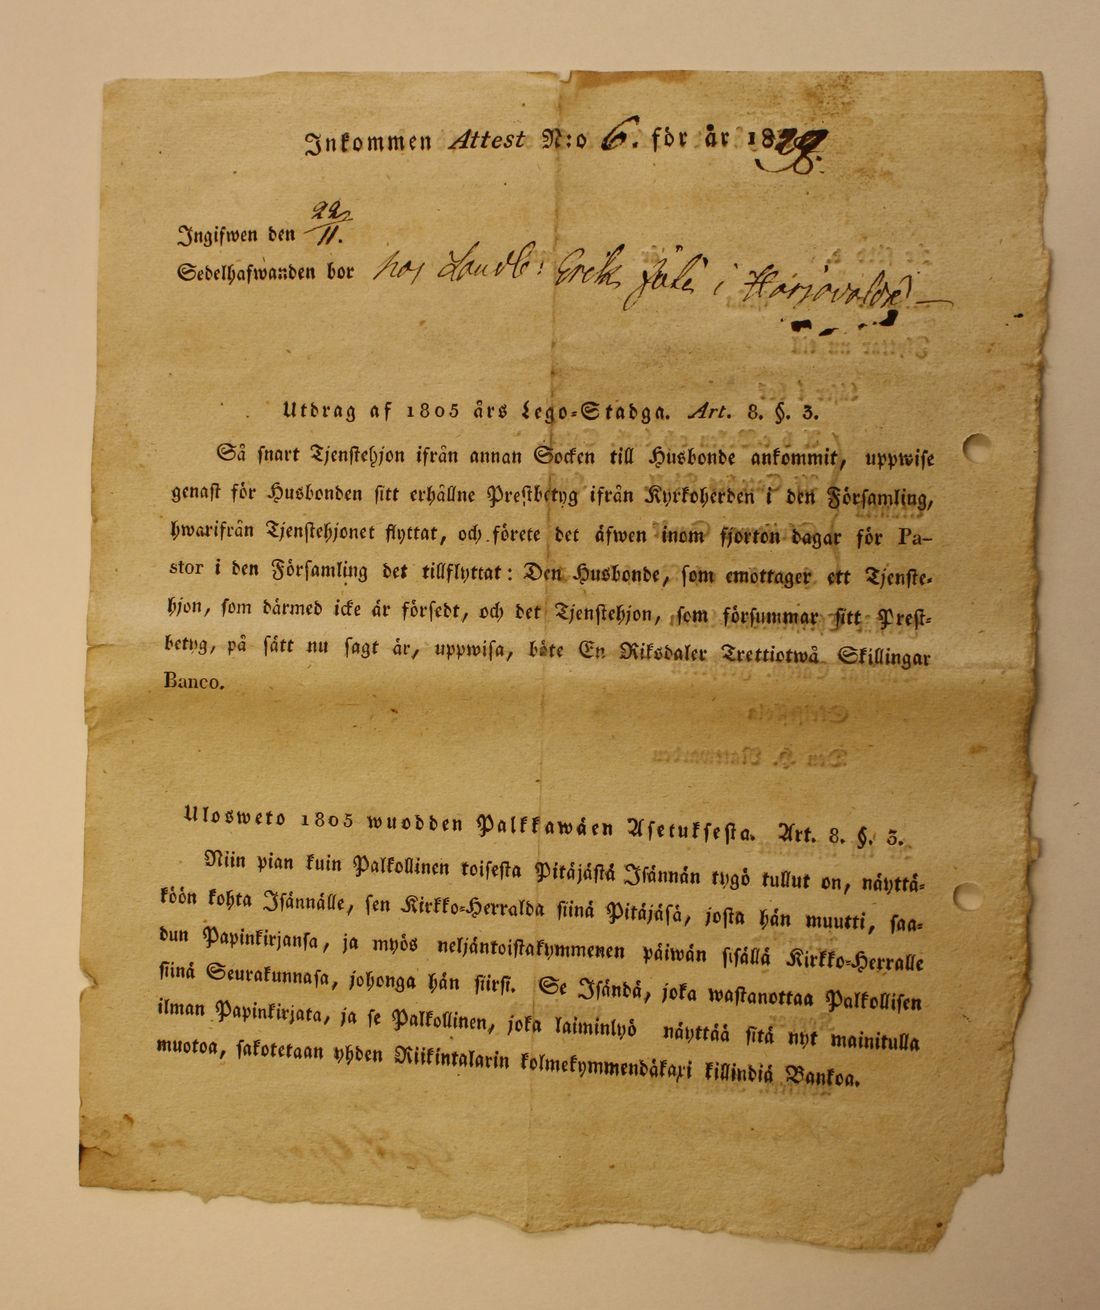 Inkommen Attest N:o 6. för år 1829.
Ingifwen den 22/11.
Sedelhafwanden bor hos Landb: Erik i
Utdrag af 1805 års Lego-Stadga. Art. 8. §. 3.
Så snart Tjenstehjon ifrån annan Socken till Husbonde ankommit, uppwise
genast för Husbonden sitt erhållne Prestbetyg ifrån Kyrkoherden i den Församling,
hwarifrån Tjenstehjonet flyttat, och förete det äfwen inom fjorton dagar för Pa-
stor i den Församling det tillflyttat: Den Husbonde, som emottager ett Tjenste-
hjon, som därmed icke är försedt, och det Tjenstehjon, som försummar sitt Prest-
betyg, på sätt nu sagt är, uppwisa, böte En Riksdaler Trettiotwå Skillingar
Banco.
Ulosweto 1805 wuodden Palkkawäen Asetuksesta. Art. 8. §. 3.
Niin pian kuin Palkollinen toisesta Pitäjästä Isännän tygö tullut on, näyttä-
köön kohta Isännälle, sen Kirkko-Herralda siinä Pitäjäsä, josta hän muutti, saa-
dun Papinkirjansa, ja myös neljäntoistakymmenen päiwän sisällä Kirkko-Herralle
siinä Seurakunnasa, johonga hän siirsi. Se Isändä, joka wastanottaa Palkollisen
ilman Papinkirjata, ja se Palkollinen, joka laiminlyö näyttää sitä nyt mainitulla
muotoa, sakotetaan yhden Riikintalarin kolmekymmendäkaxi killindiä Bankoa.